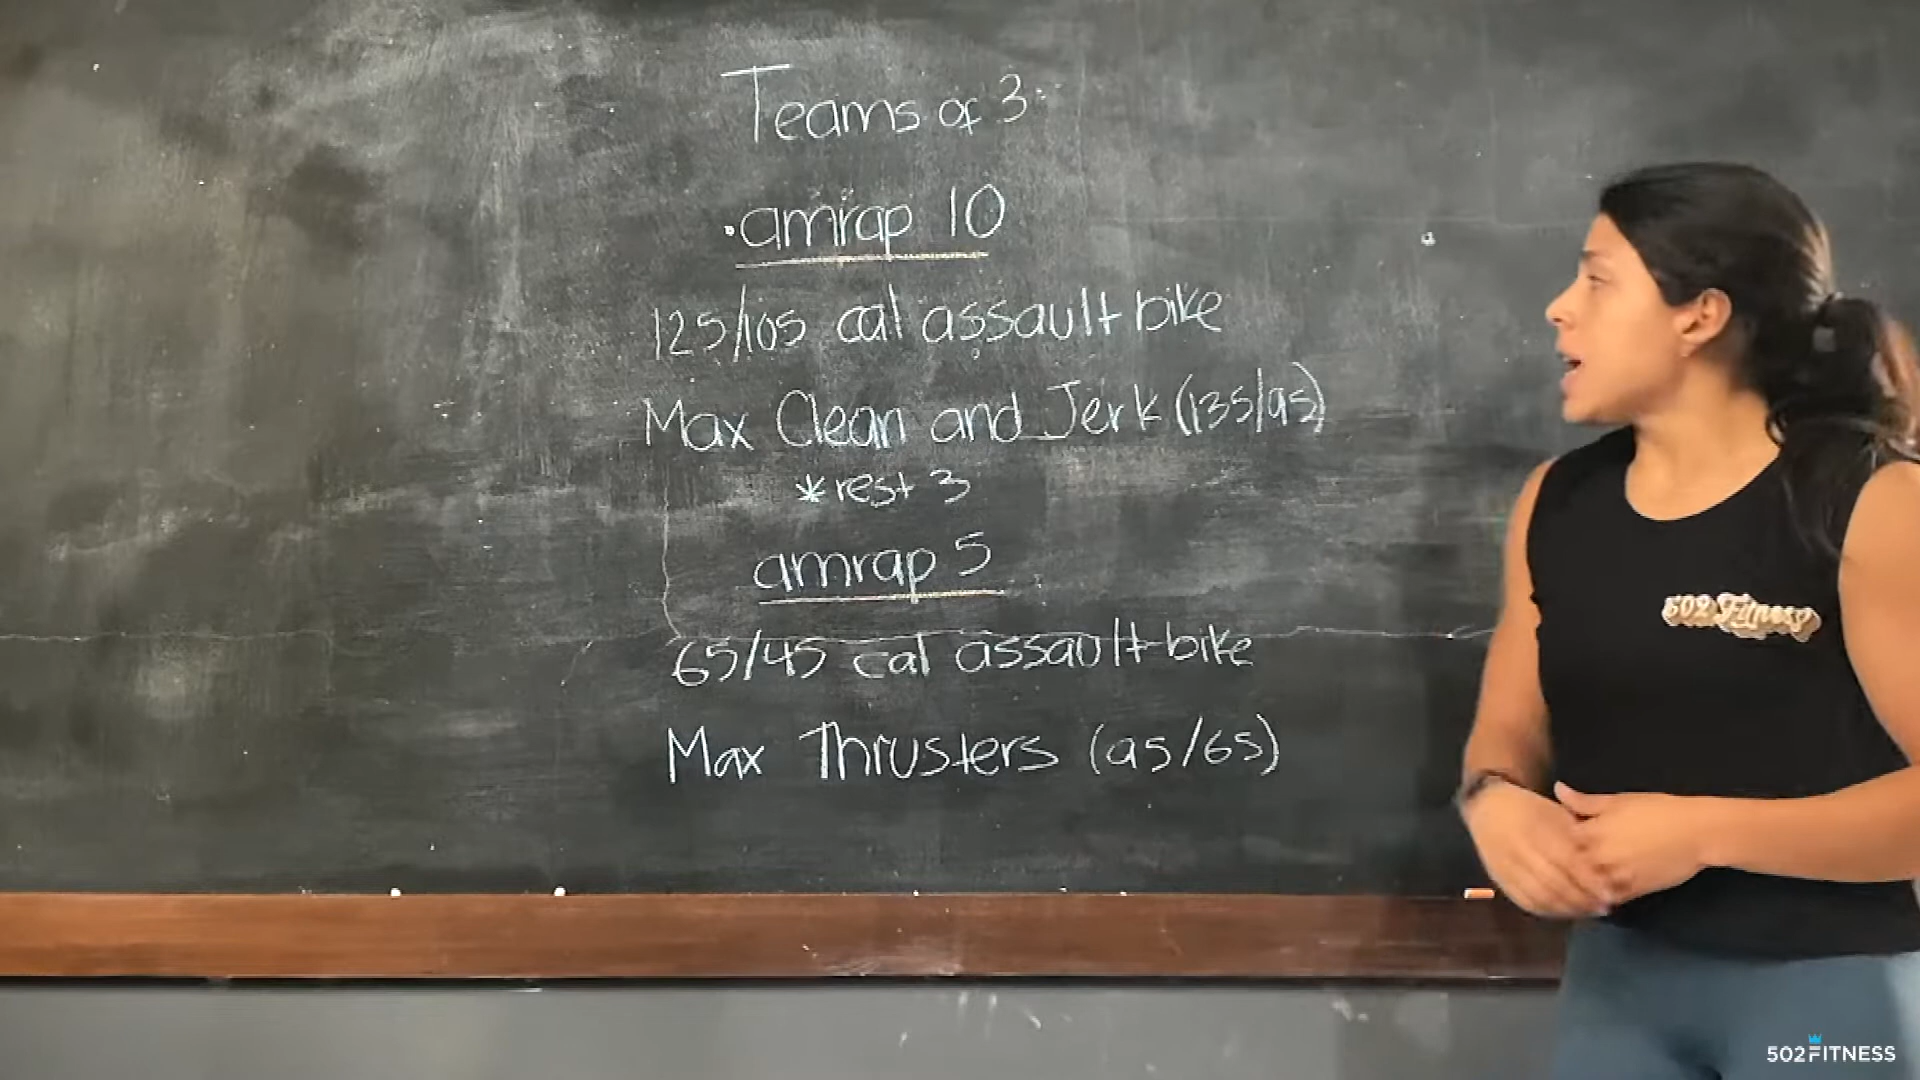 Teams of 3
· amrap 10
125/105 cal assault bike
Max Clean and Jerk (135/95)
* rest 3
amrap 5
65/45 cal assault bike
Max Thrusters (95/65)
502 Fitness
502FITNESS